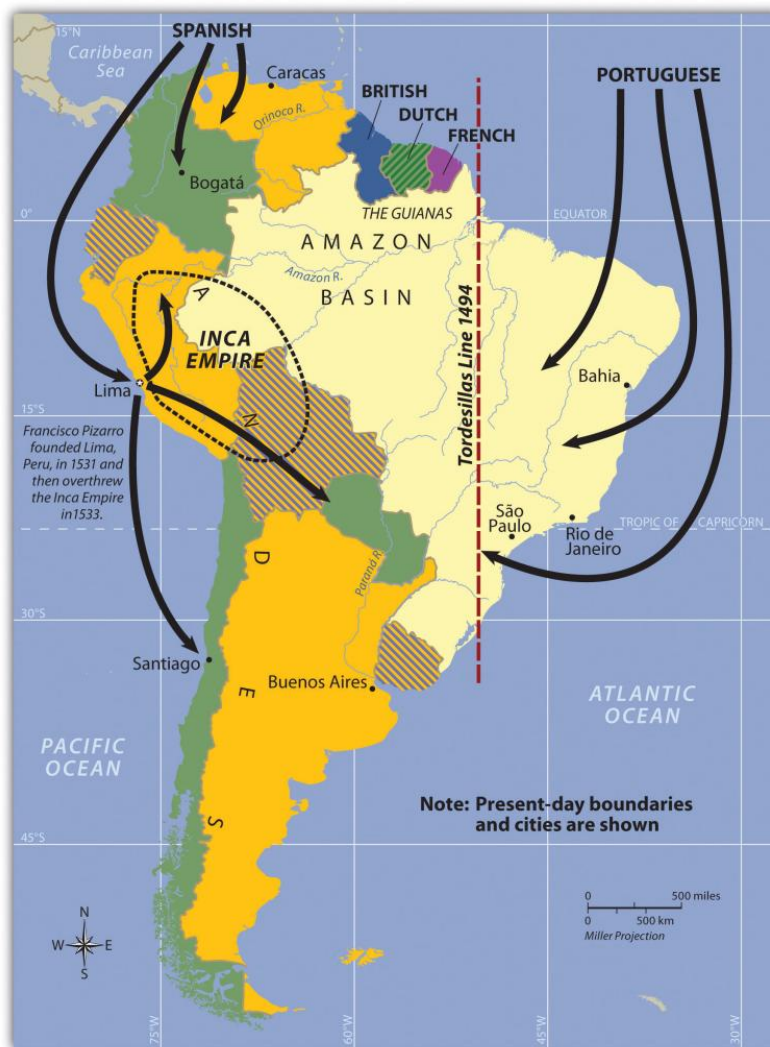 15°N
SPANISH
Caribbean
Sea
Caracas
Orinoco R.
BRITISH
DUTCH
FRENCH
PORTUGUESE
Bogatá
THE GUIANAS
0°
EQUATOR
AMAZON
Amazon R.
BASIN
Tordesillas Line 1494
INCA
EMPIRE
Lima
Bahia
15°S
Francisco Pizarro
founded Lima,
Peru, in 1531 and
then overthrew
the Inca Empire
in1533.
São
Paulo
Rio de
Janeiro
TROPIC OF CAPRICORN
Paraná R.
ANDES
30°S
Santiago
Buenos Aires
ATLANTIC
OCEAN
PACIFIC
OCEAN
Note: Present-day boundaries
and cities are shown
45°S
0 500 miles
0 500 km
Miller Projection
N
W E
S
75°W
60°W
45°W
30°W